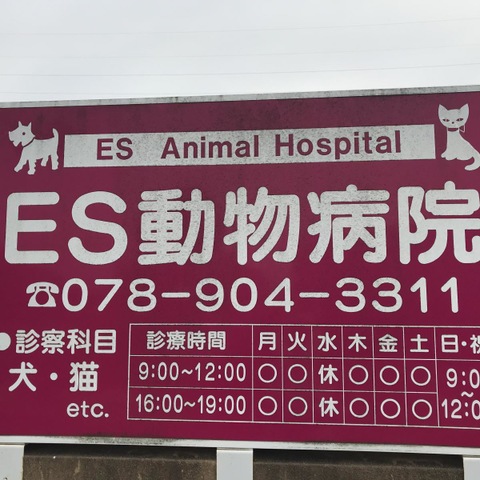 ES Animal Hospital
ES動物病院
☎078-904-3311
●診察科目
犬・猫
etc.
診療時間 月 火 水 木 金 土 日・祝
9:00~12:00 ○ ○ 休 ○ ○ ○ 9:00~12:00
16:00~19:00 ○ ○ 休 ○ ○ ○